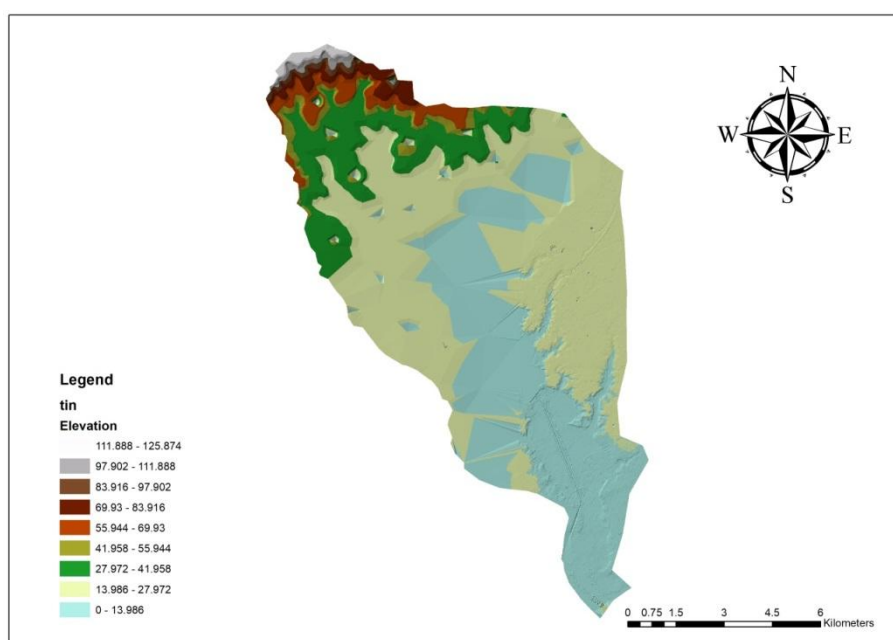 N
W E
S
Legend
tin
Elevation
111.888 - 125.874
97.902 - 111.888
83.916 - 97.902
69.93 - 83.916
55.944 - 69.93
41.958 - 55.944
27.972 - 41.958
13.986 - 27.972
0 - 13.986
0 0.75 1.5 3 4.5 6
Kilometers